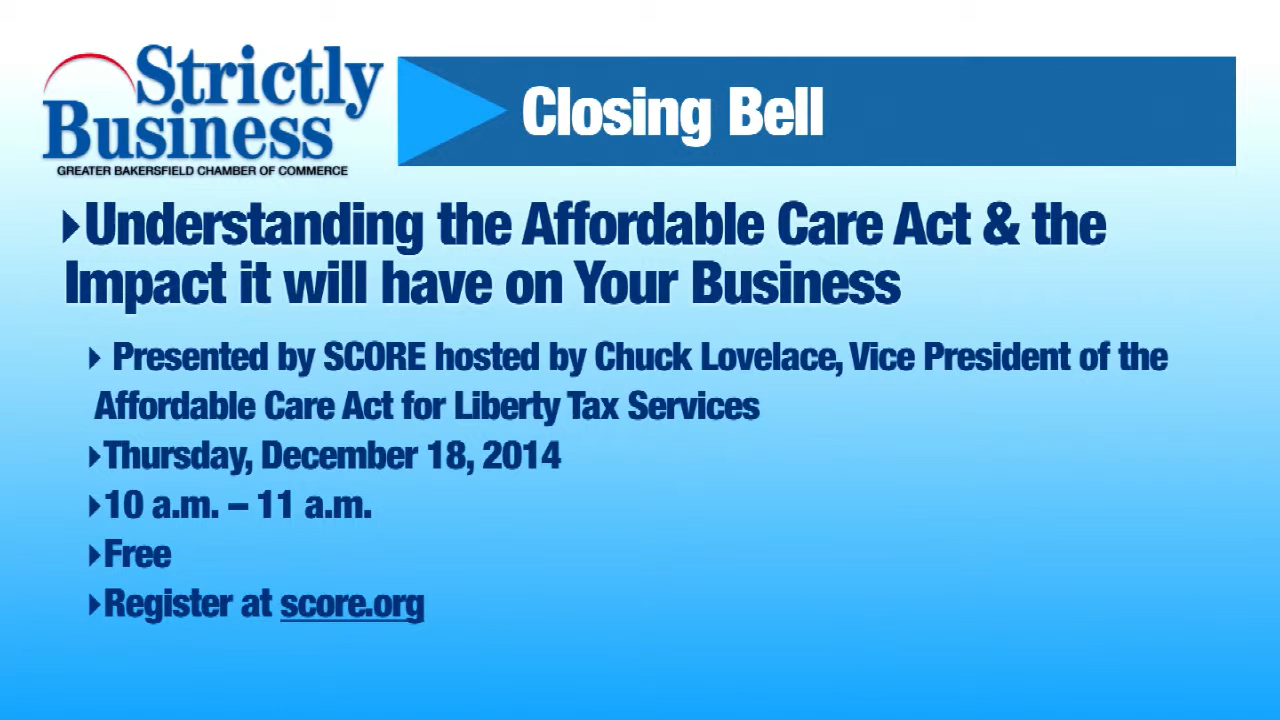 Strictly
Business
GREATER BAKERSFIELD CHAMBER OF COMMERCE
Closing Bell
Understanding the Affordable Care Act & the
Impact it will have on Your Business
Presented by SCORE hosted by Chuck Lovelace, Vice President of the
Affordable Care Act for Liberty Tax Services
Thursday, December 18, 2014
10 a.m. – 11 a.m.
Free
Register at score.org